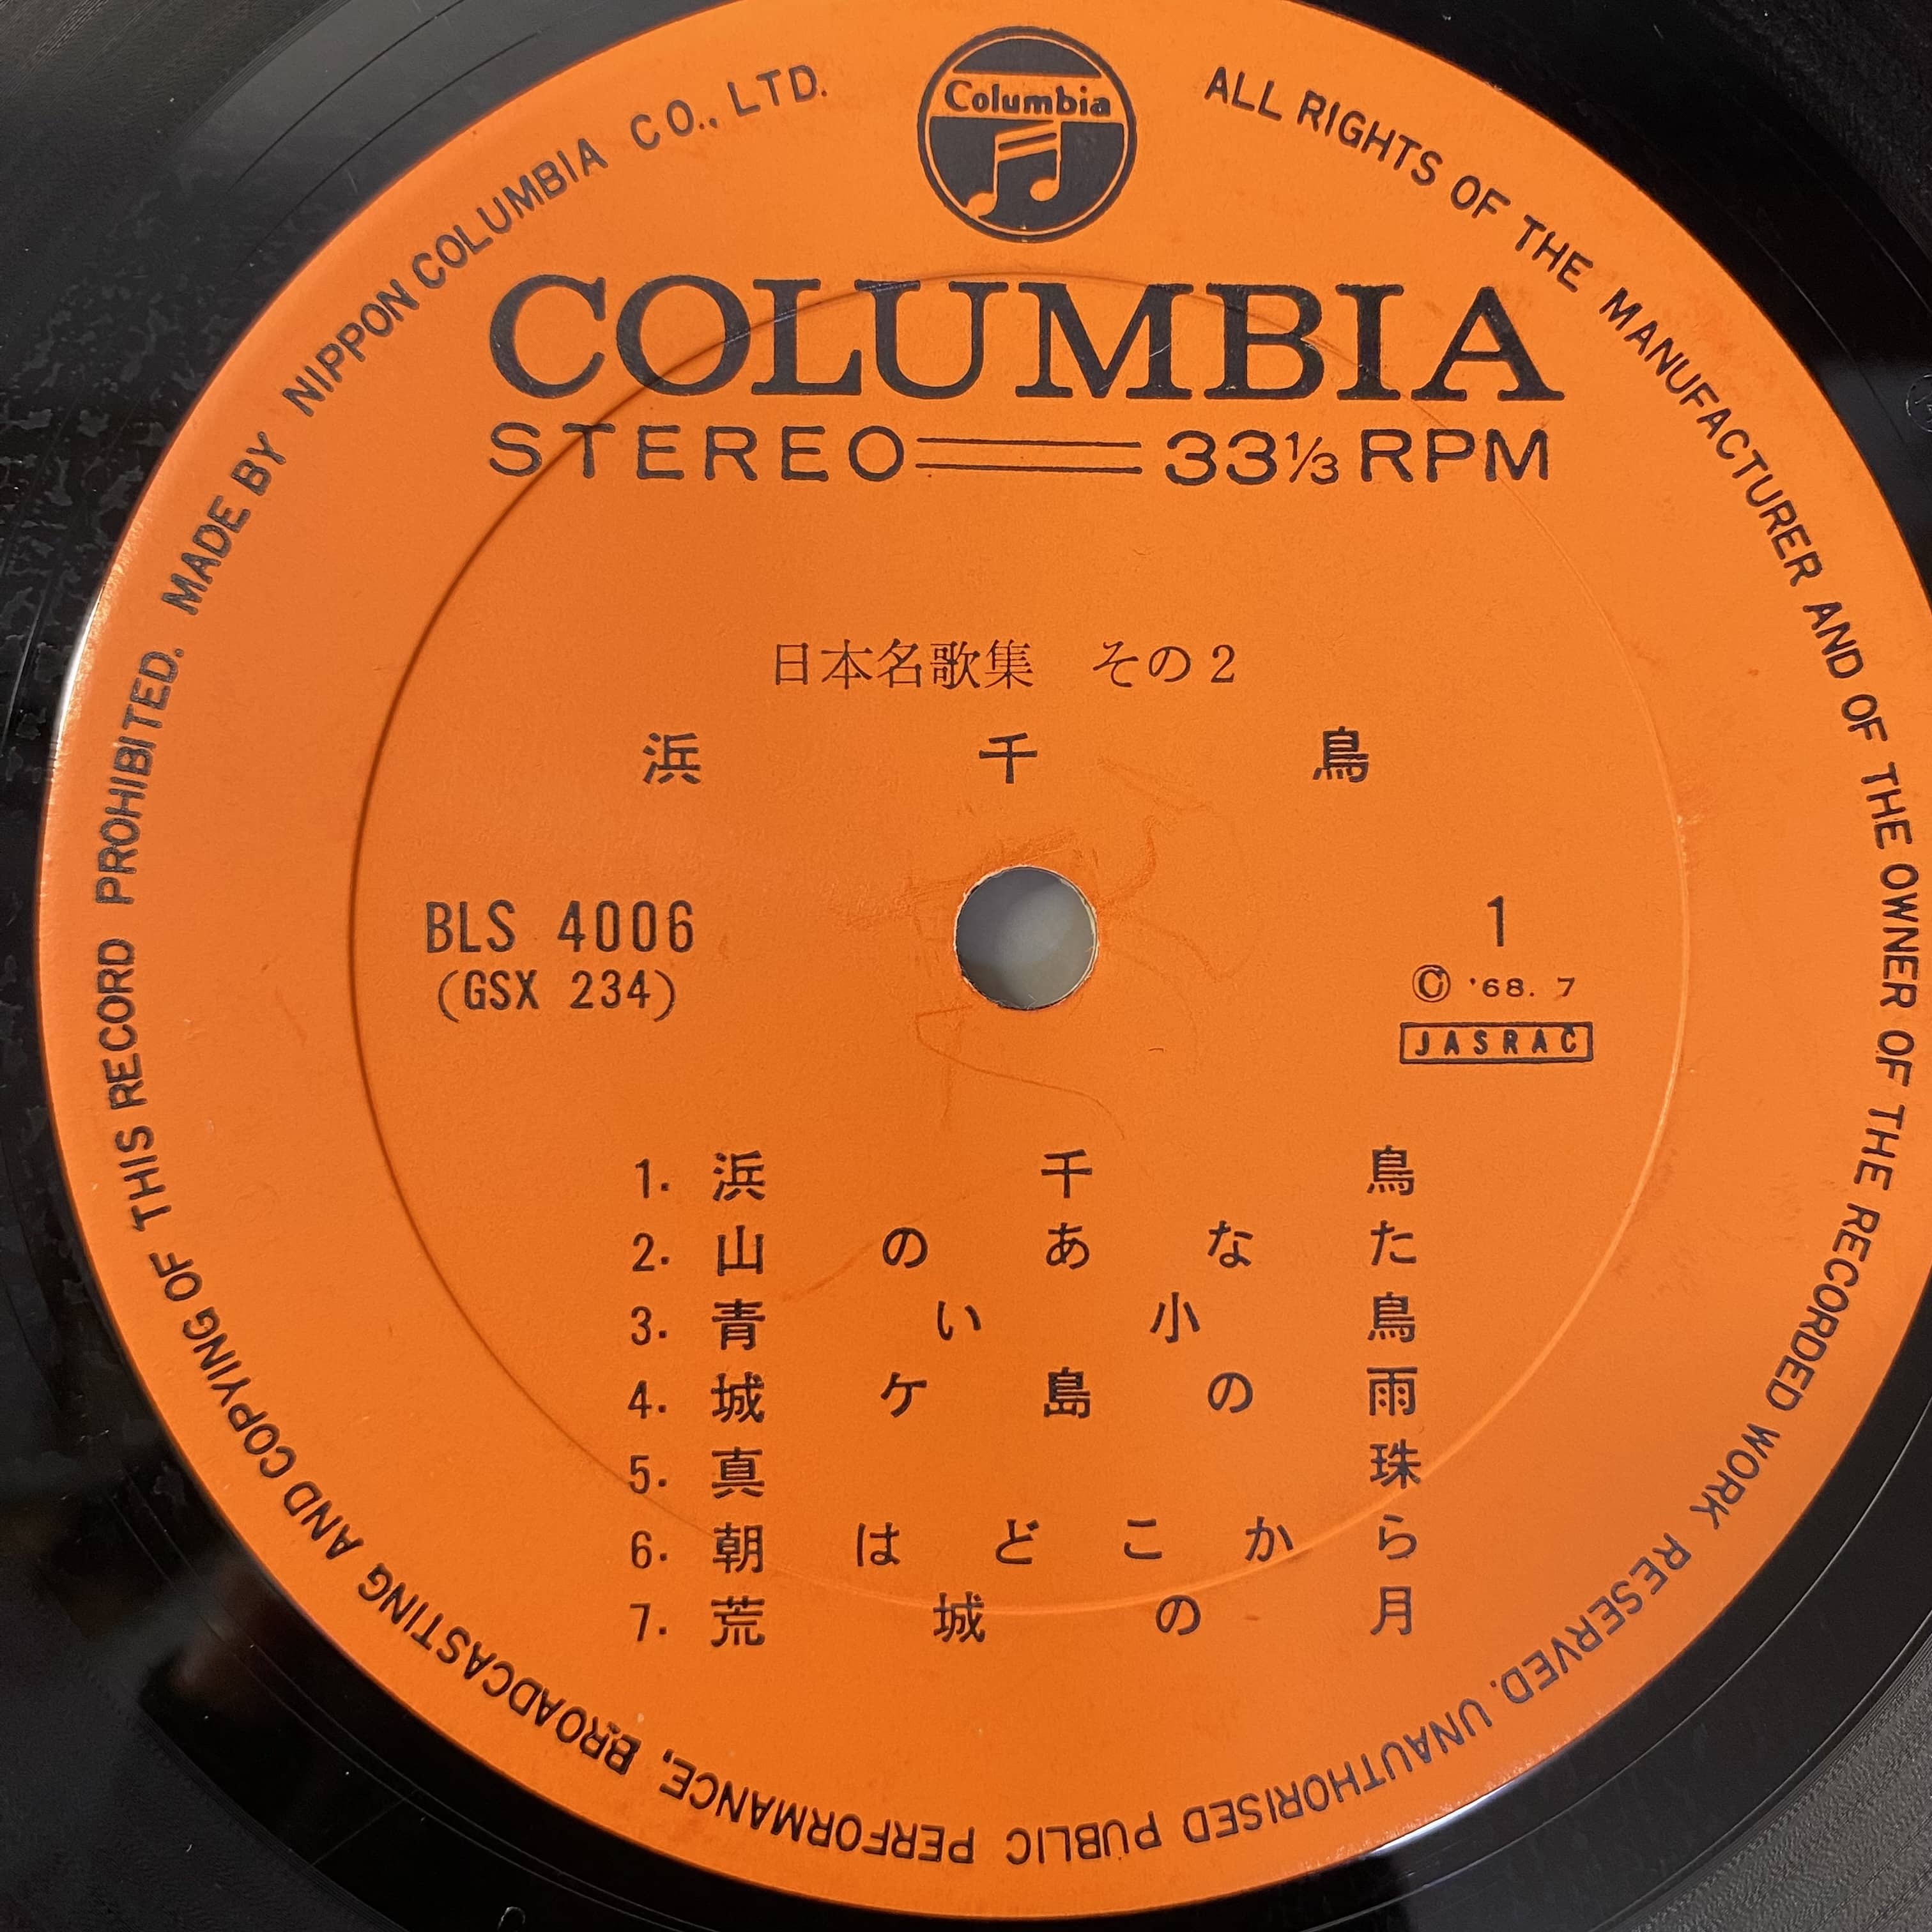 Columbia
COLUMBIA
STEREO 33⅓ RPM
日本名歌集 その2
浜千鳥
BLS 4006
(GSX 234)
1
© '68. 7
JASRAC
1. 浜千鳥
2. 山のあなた
3. 青い小鳥
4. 城ケ島の雨
5. 真珠
6. 朝はどこから
7. 荒城の月
ALL RIGHTS OF THE MANUFACTURER AND OF THE OWNER OF THE RECORDED WORK RESERVED. UNAUTHORISED PUBLIC PERFORMANCE, BROADCASTING AND COPYING OF THIS RECORD PROHIBITED. MADE BY NIPPON COLUMBIA CO., LTD.